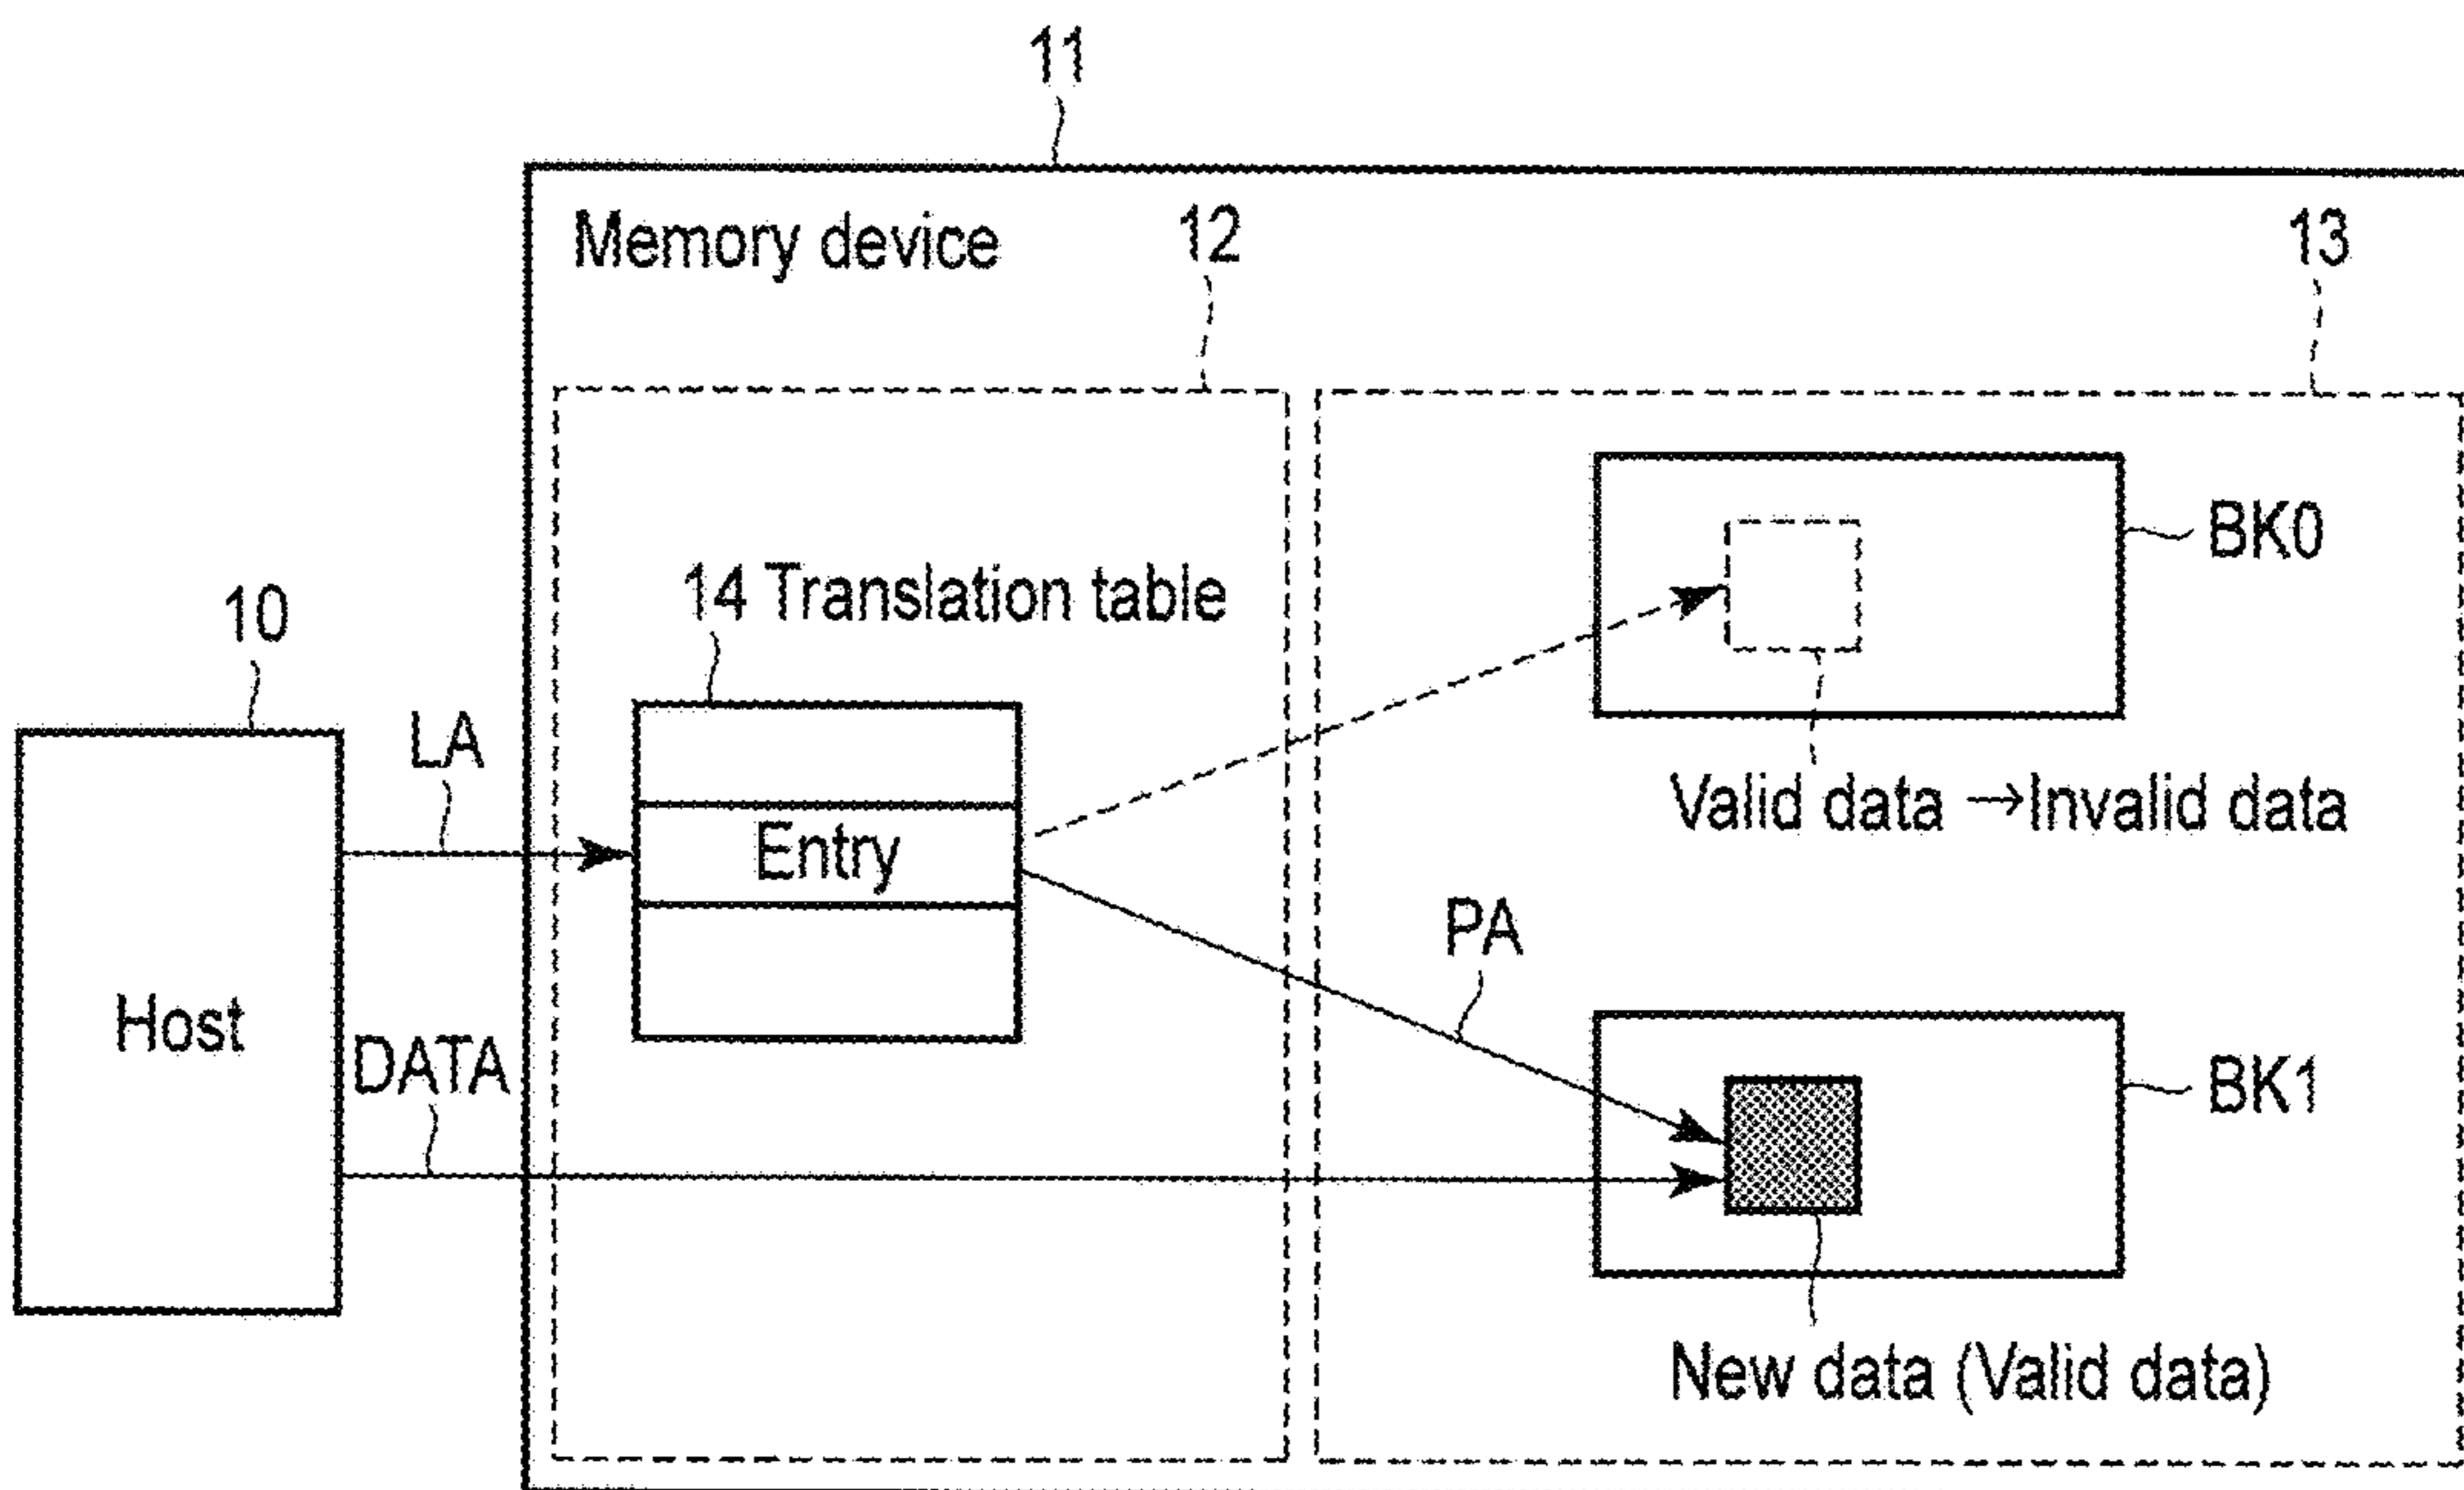 11
Memory device
12
13
BK0
14 Translation table
10
LA
Valid data →Invalid data
Entry
PA
Host
DATA
BK1
New data (Valid data)